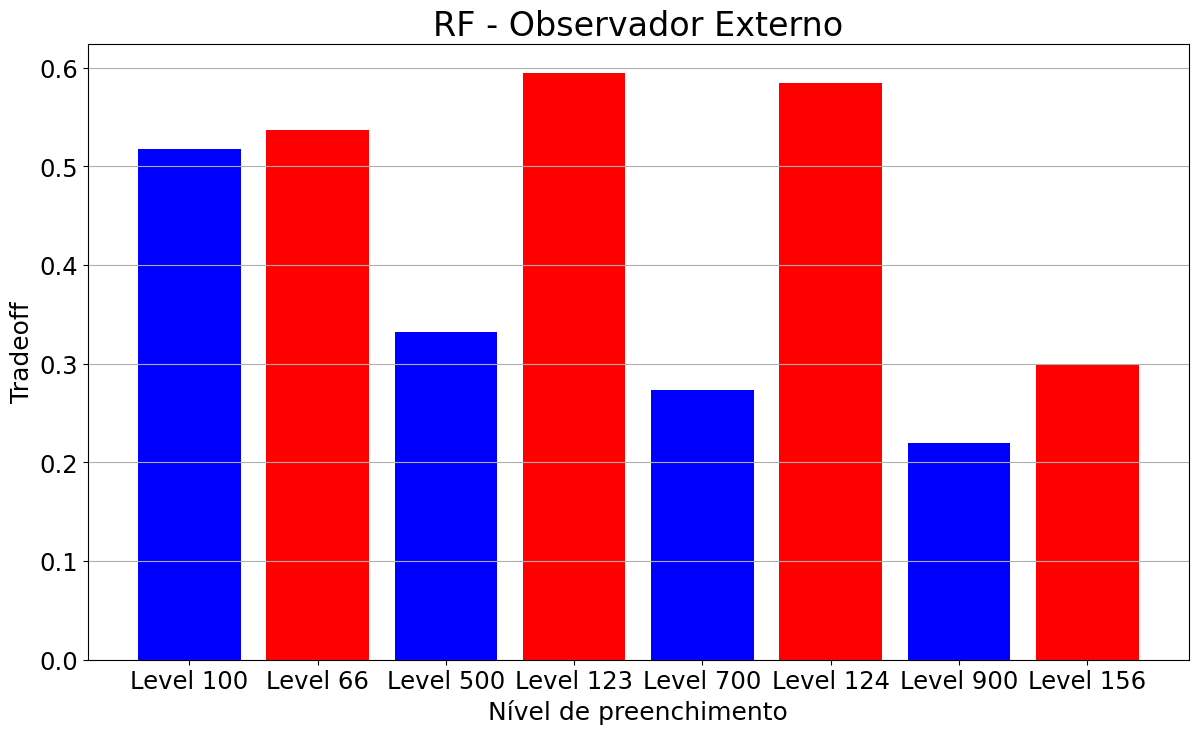 RF - Observador Externo
0.6
0.5
0.4
0.3
0.2
0.1
0.0
Tradeoff
Level 100 Level 66 Level 500 Level 123 Level 700 Level 124 Level 900 Level 156
Nível de preenchimento